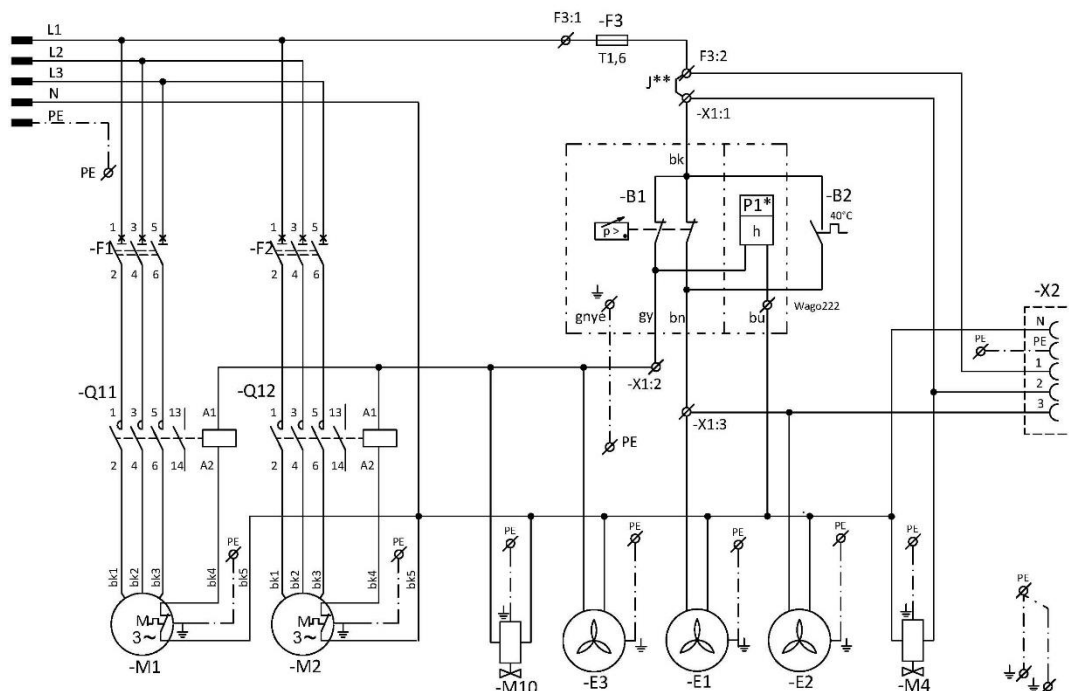 L1
L2
L3
N
PE
PE
F3:1
-F3
T1,6
F3:2
J**
-X1:1
bk
-B1
P1*
h
-B2
40°C
p >
1 3 5
-F1
2 4 6
1 3 5
-F2
2 4 6
gnye
gy
bn
bu
Wago222
-X2
N
PE
1
2
3
PE
-X1:2
-X1:3
PE
-Q11
1 3 5 13 A1
2 4 6 14 A2
-Q12
1 3 5 13 A1
2 4 6 14 A2
bk1
bk2
bk3
bk4
bk5
PE
bk1
bk2
bk3
bk4
bk5
PE
PE
PE
PE
PE
PE
PE
M
3~
-M1
M
3~
-M2
-M10
-E3
-E1
-E2
-M4